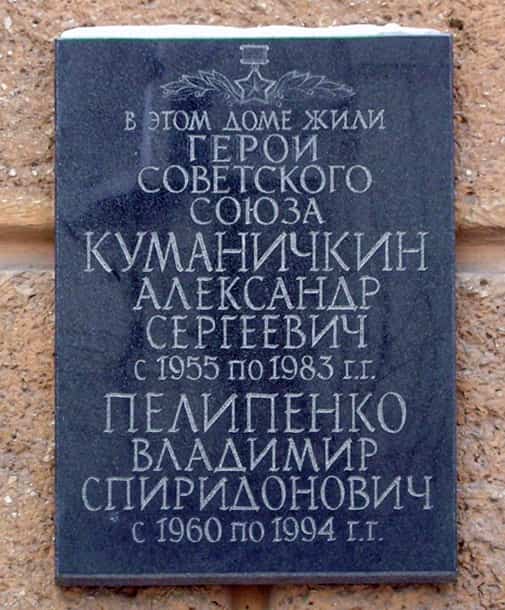 В ЭТОМ ДОМЕ ЖИЛИ
ГЕРОИ
СОВЕТСКОГО
СОЮЗА
КУМАНИЧКИН
АЛЕКСАНДР
СЕРГЕЕВИЧ
с 1955 по 1983 г.г.
ПЕЛИПЕНКО
ВЛАДИМИР
СПИРИДОНОВИЧ
с 1960 по 1994 г.г.